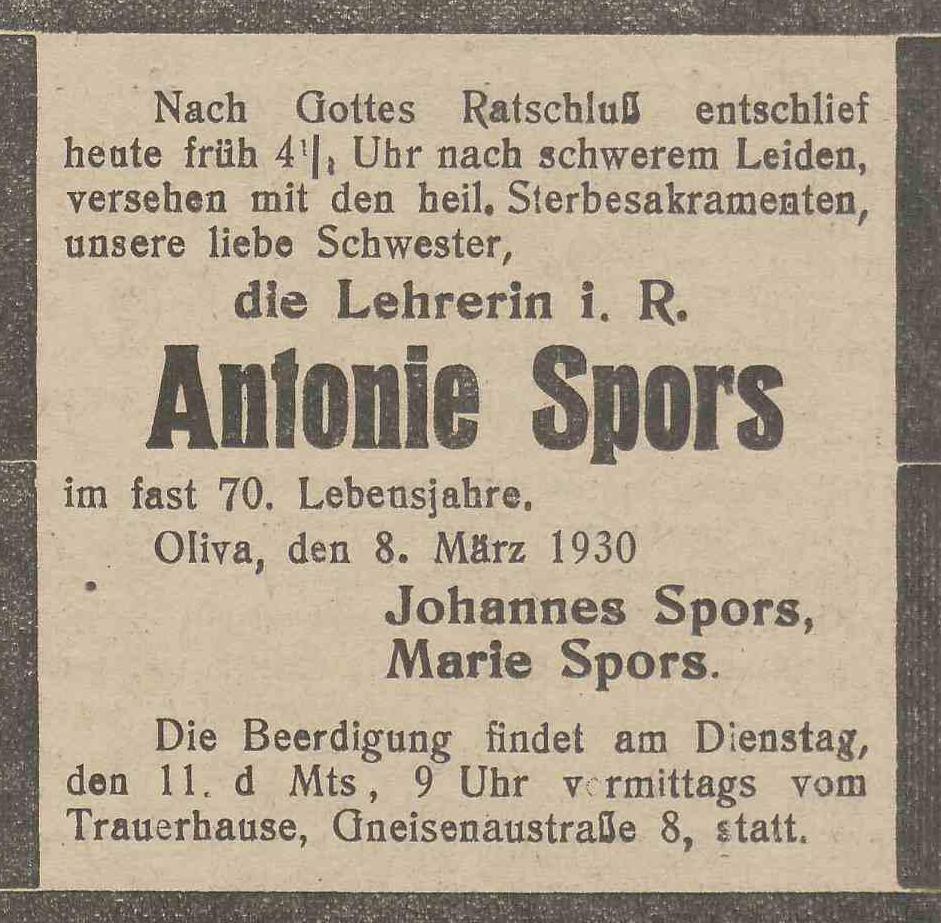 Nach Gottes Ratschluß entschlief
heute früh 4½ Uhr nach schwerem Leiden,
versehen mit den heil. Sterbesakramenten,
unsere liebe Schwester,
die Lehrerin i. R.
Antonie Spors
im fast 70. Lebensjahre.
Oliva, den 8. März 1930
Johannes Spors,
Marie Spors.
Die Beerdigung findet am Dienstag,
den 11. d Mts, 9 Uhr vormittags vom
Trauerhause, Gneisenaustraße 8, statt.